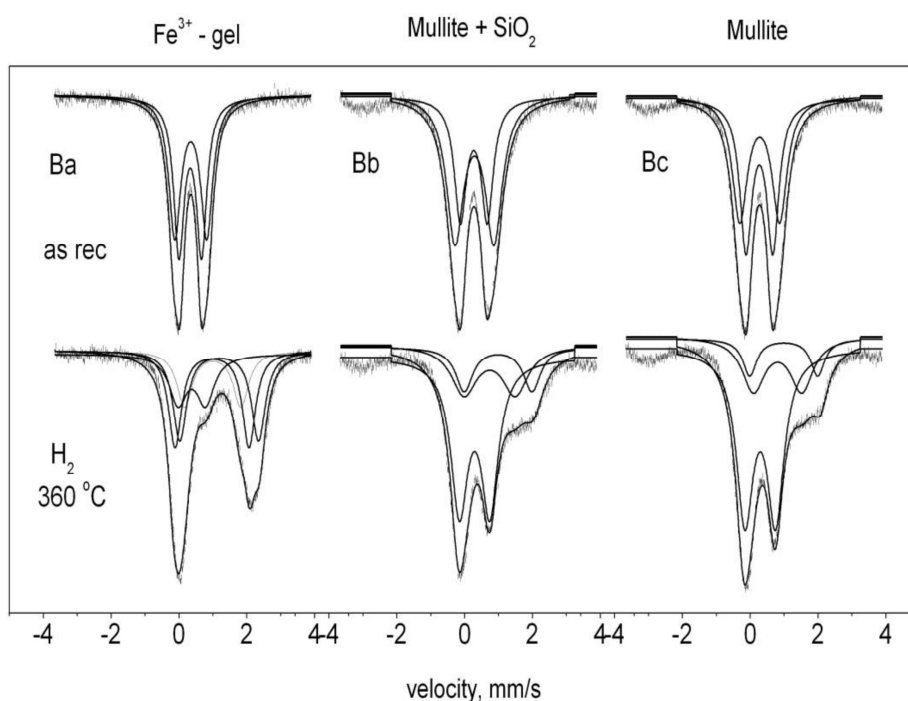 Fe³⁺ - gel
Mullite + SiO₂
Mullite
Ba
Bb
Bc
as rec
H₂
360 °C
-4 -2 0 2 4 -4 -2 0 2 4 -4 -2 0 2 4
velocity, mm/s